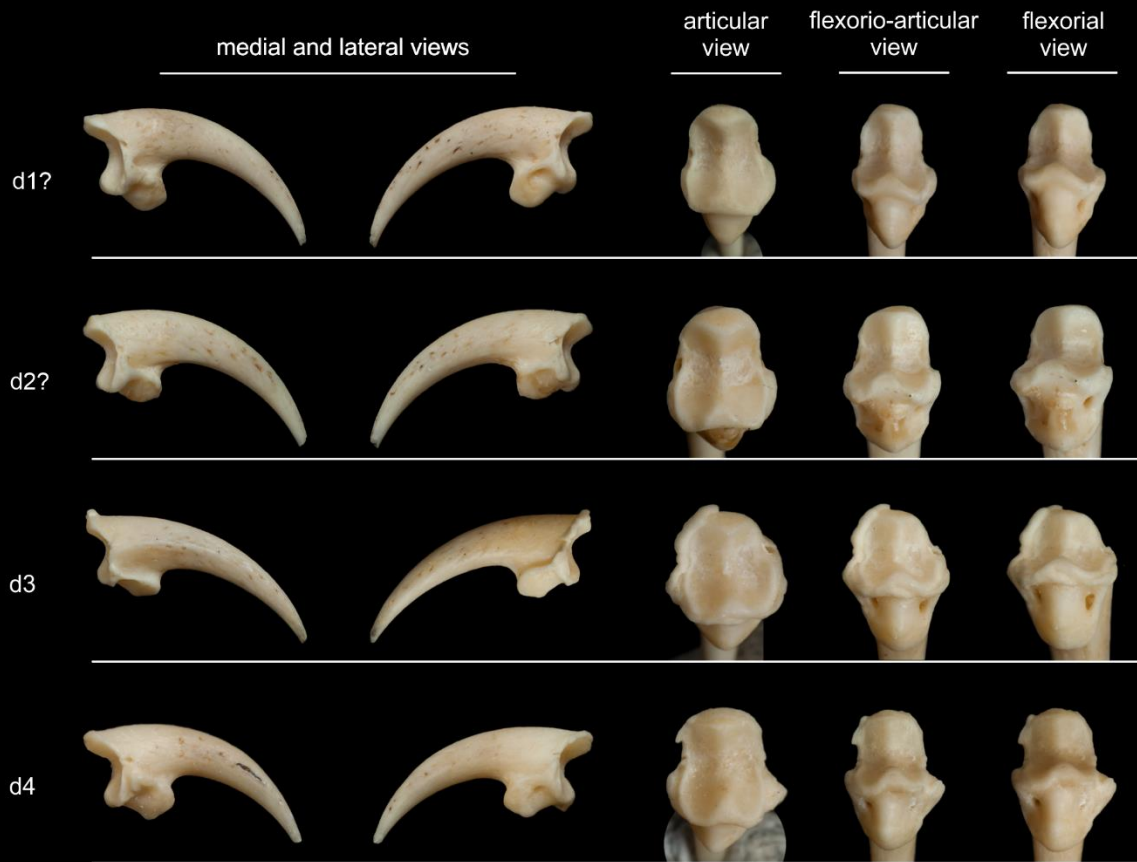 medial and lateral views
articular
view
flexorio-articular
view
flexorial
view
d1?
d2?
d3
d4